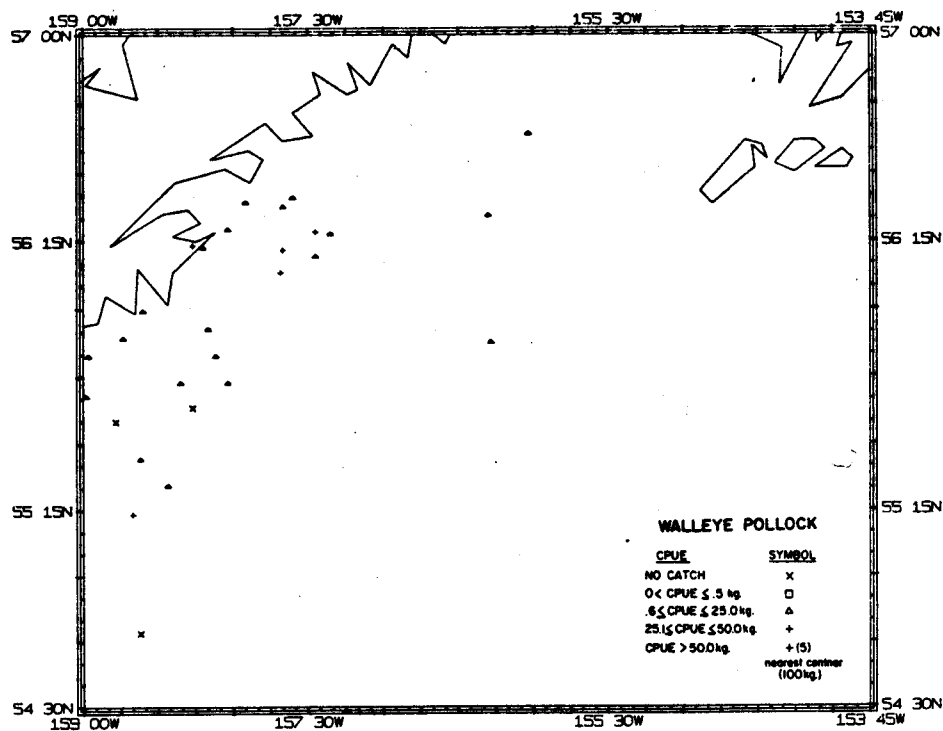 159 00W 157 30W 155 30W 153 45W
57 00N 57 00N
56 15N 56 15N
55 15N 55 15N
WALLEYE POLLOCK
CPUE SYMBOL
NO CATCH x
0 < CPUE ≤ .5 kg. □
.6 ≤ CPUE ≤ 25.0 kg. △
25.1 ≤ CPUE ≤ 50.0 kg. +
CPUE > 50.0 kg. + (5)
nearest centner
(100 kg.)
54 30N 54 30N
159 00W 157 30W 155 30W 153 45W